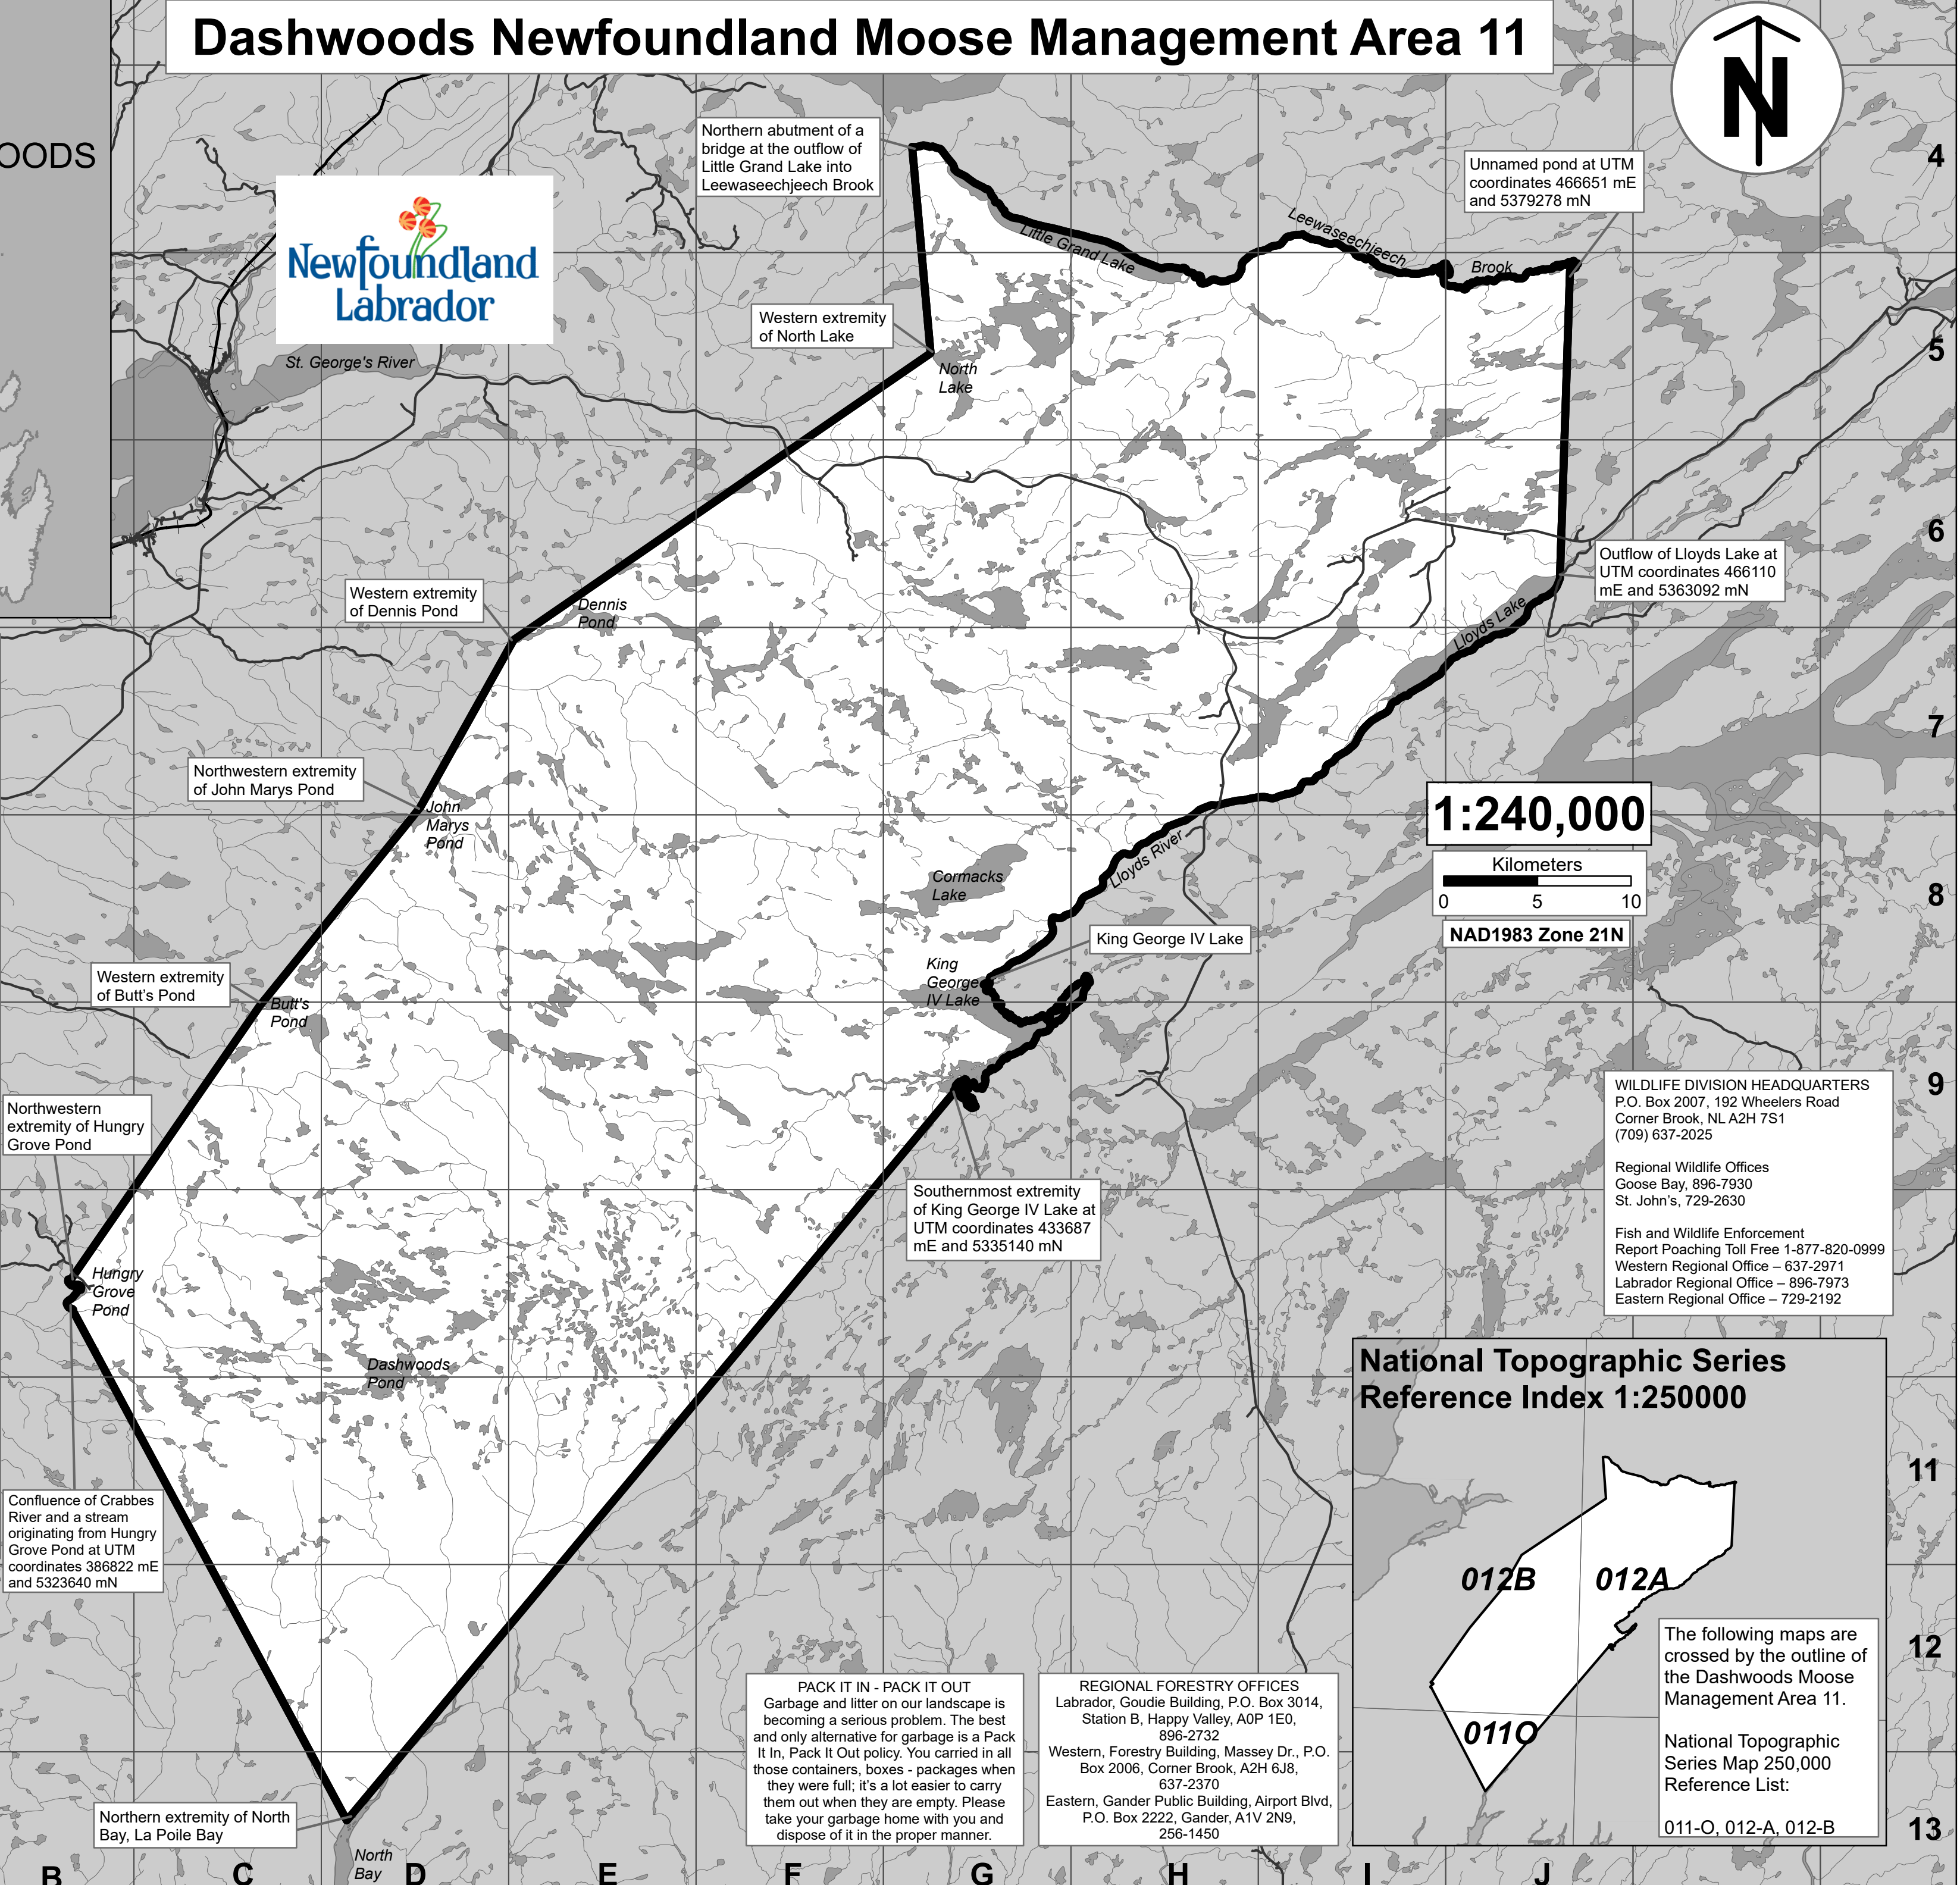 Dashwoods Newfoundland Moose Management Area 11
N
OODS
4
Northern abutment of a
bridge at the outflow of
Little Grand Lake into
Leewaseechjeech Brook
Unnamed pond at UTM
coordinates 466651 mE
and 5379278 mN
Newfoundland
Labrador
Little Grand Lake
Leewaseechjeech
Brook
Western extremity
of North Lake
St. George's River
North
Lake
5
6
Outflow of Lloyds Lake at
UTM coordinates 466110
mE and 5363092 mN
Western extremity
of Dennis Pond
Dennis
Pond
Lloyds Lake
7
Northwestern extremity
of John Marys Pond
John
Marys
Pond
1:240,000
Kilometers
0 5 10
NAD1983 Zone 21N
Lloyds River
Cormacks
Lake
8
King George IV Lake
King
George
IV Lake
Western extremity
of Butt's Pond
Butt's
Pond
9
WILDLIFE DIVISION HEADQUARTERS
P.O. Box 2007, 192 Wheelers Road
Corner Brook, NL A2H 7S1
(709) 637-2025
Regional Wildlife Offices
Goose Bay, 896-7930
St. John's, 729-2630
Fish and Wildlife Enforcement
Report Poaching Toll Free 1-877-820-0999
Western Regional Office – 637-2971
Labrador Regional Office – 896-7973
Eastern Regional Office – 729-2192
Northwestern
extremity of Hungry
Grove Pond
Southernmost extremity
of King George IV Lake at
UTM coordinates 433687
mE and 5335140 mN
Hungry
Grove
Pond
Dashwoods
Pond
National Topographic Series
Reference Index 1:250000
11
Confluence of Crabbes
River and a stream
originating from Hungry
Grove Pond at UTM
coordinates 386822 mE
and 5323640 mN
012B
012A
011O
12
The following maps are
crossed by the outline of
the Dashwoods Moose
Management Area 11.
National Topographic
Series Map 250,000
Reference List:
011-O, 012-A, 012-B
PACK IT IN - PACK IT OUT
Garbage and litter on our landscape is
becoming a serious problem. The best
and only alternative for garbage is a Pack
It In, Pack It Out policy. You carried in all
those containers, boxes - packages when
they were full; it's a lot easier to carry
them out when they are empty. Please
take your garbage home with you and
dispose of it in the proper manner.
REGIONAL FORESTRY OFFICES
Labrador, Goudie Building, P.O. Box 3014,
Station B, Happy Valley, A0P 1E0,
896-2732
Western, Forestry Building, Massey Dr., P.O.
Box 2006, Corner Brook, A2H 6J8,
637-2370
Eastern, Gander Public Building, Airport Blvd,
P.O. Box 2222, Gander, A1V 2N9,
256-1450
Northern extremity of North
Bay, La Poile Bay
North
Bay
13
B C D E F G H I J